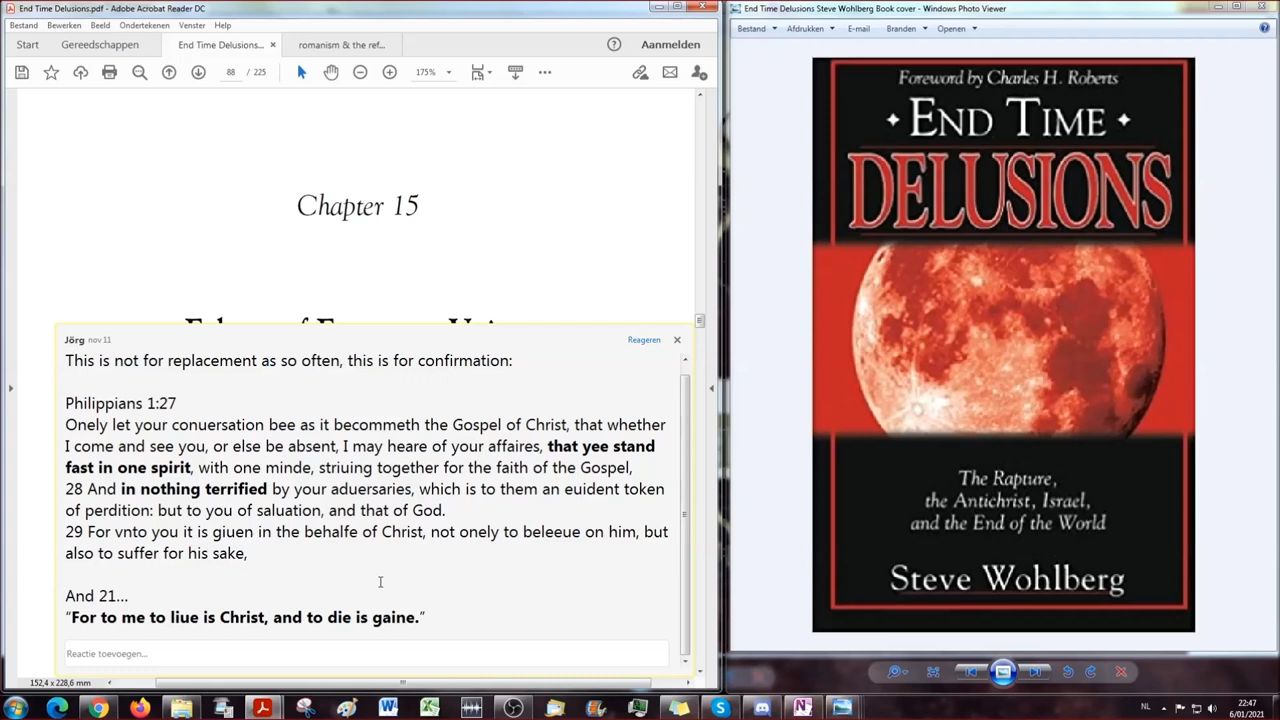 End Time Delusions.pdf - Adobe Acrobat Reader DC
Bestand Bewerken Beeld Ondertekenen Venster Help
Start Gereedschappen End Time Delusions... × romanism & the ref... Aanmelden
88 / 225 175%
Chapter 15
Jörg nov 11 Reageren
This is not for replacement as so often, this is for confirmation:
Philippians 1:27
Onely let your conuersation bee as it becommeth the Gospel of Christ, that whether
I come and see you, or else be absent, I may heare of your affaires, that yee stand
fast in one spirit, with one minde, striuing together for the faith of the Gospel,
28 And in nothing terrified by your aduersaries, which is to them an euident token
of perdition: but to you of saluation, and that of God.
29 For vnto you it is giuen in the behalfe of Christ, not onely to beleeue on him, but
also to suffer for his sake,
And 21...
“For to me to liue is Christ, and to die is gaine.”
Reactie toevoegen...
152,4 x 228,6 mm
End Time Delusions Steve Wohlberg Book cover - Windows Photo Viewer
Bestand Afdrukken E-mail Branden Openen
Foreword by Charles H. Roberts
END TIME
DELUSIONS
The Rapture,
the Antichrist, Israel,
and the End of the World
Steve Wohlberg
NL 22:47
6/01/2021